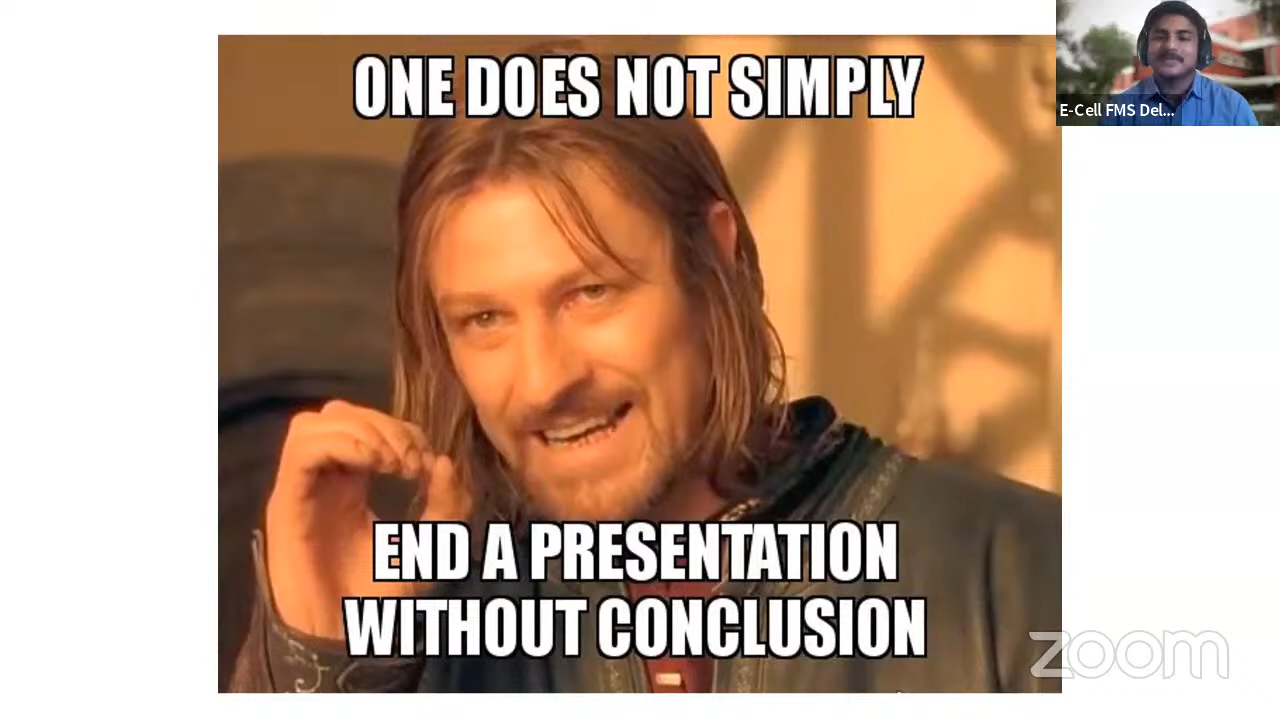 ONE DOES NOT SIMPLY
E-Cell FMS Del...
END A PRESENTATION
WITHOUT CONCLUSION
zoom